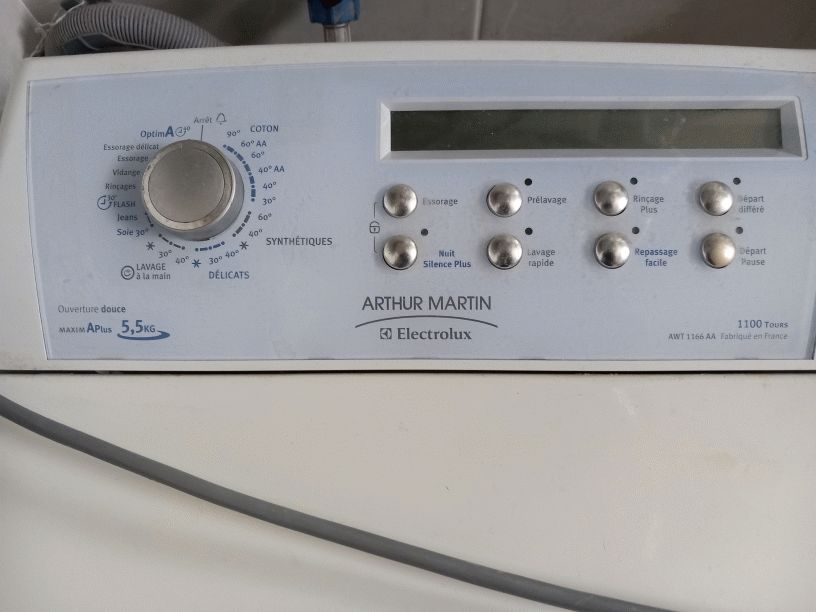 Arrêt
OptimA 40'
Essorage délicat
Essorage
Vidange
Rinçages
30' FLASH
Jeans
Soie 30°
30°
40°
LAVAGE
à la main
90°
COTON
60° AA
60°
40° AA
40°
30°
60°
40°
SYNTHÉTIQUES
40°
30°
DÉLICATS
Essorage
Prélavage
Rinçage
Plus
Départ
différé
Nuit
Silence Plus
Lavage
rapide
Repassage
facile
Départ
Pause
Ouverture douce
MAXIM APlus 5,5KG
ARTHUR MARTIN
Electrolux
1100 TOURS
AWT 1166 AA Fabriqué en France